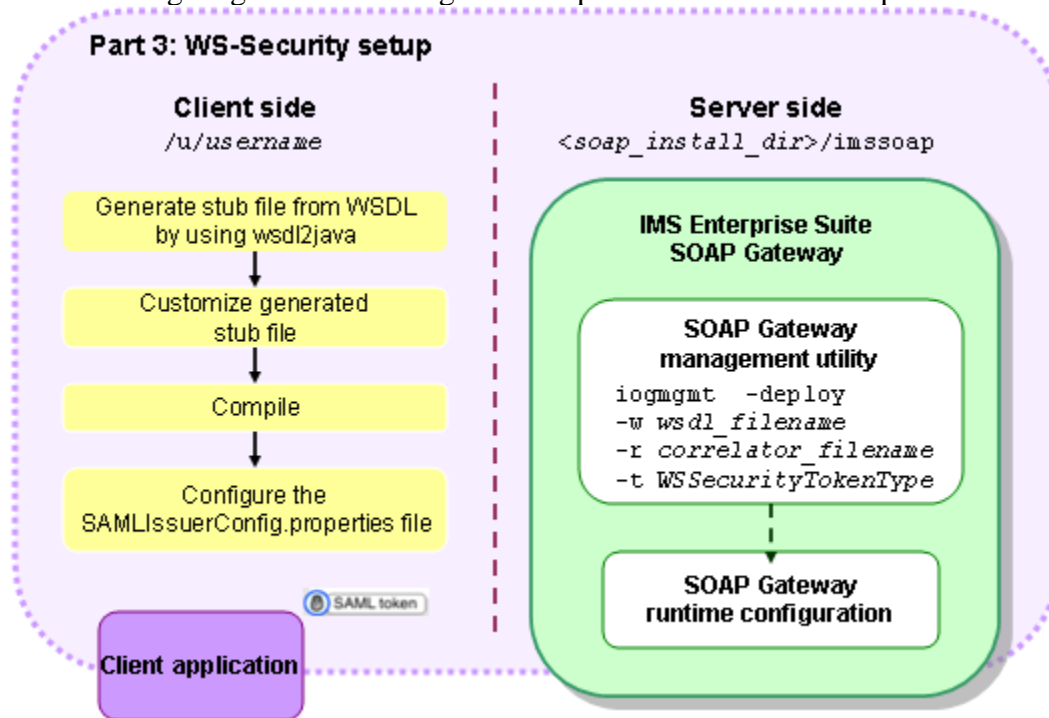 Part 3: WS-Security setup
Client side
/u/username
Generate stub file from WSDL
by using wsdl2java
Customize generated
stub file
Compile
Configure the
SAMLIssuerConfig.properties file
SAML token
Client application
Server side
<soap_install_dir>/imssoap
IMS Enterprise Suite
SOAP Gateway
SOAP Gateway
management utility
iogmgmt -deploy
-w wsdl_filename
-r correlator_filename
-t WSSecurityTokenType
SOAP Gateway
runtime configuration